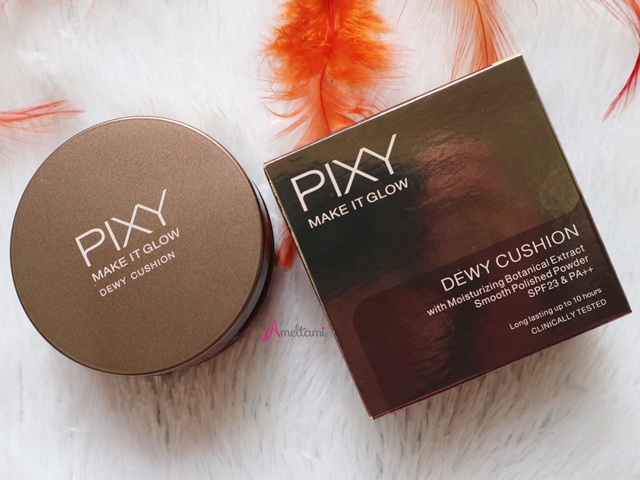 PIXY
MAKE IT GLOW
DEWY CUSHION
PIXY
MAKE IT GLOW
DEWY CUSHION
with Moisturizing Botanical Extract
Smooth Polished Powder
SPF23 & PA++
Long lasting up to 10 hours
CLINICALLY TESTED
Ameltami